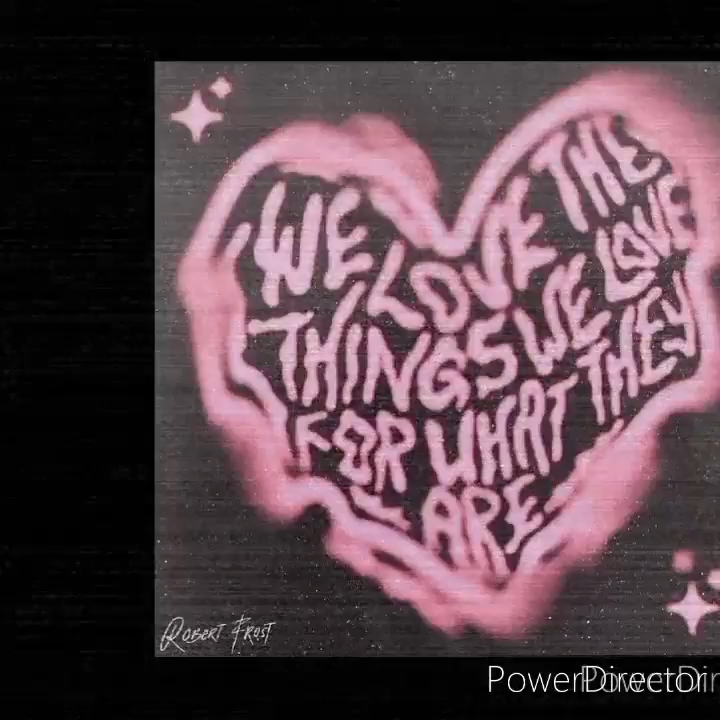 WE LOVE THE
THINGS WE LOVE
FOR WHAT THEY
ARE
Robert Frost
PowerDirector